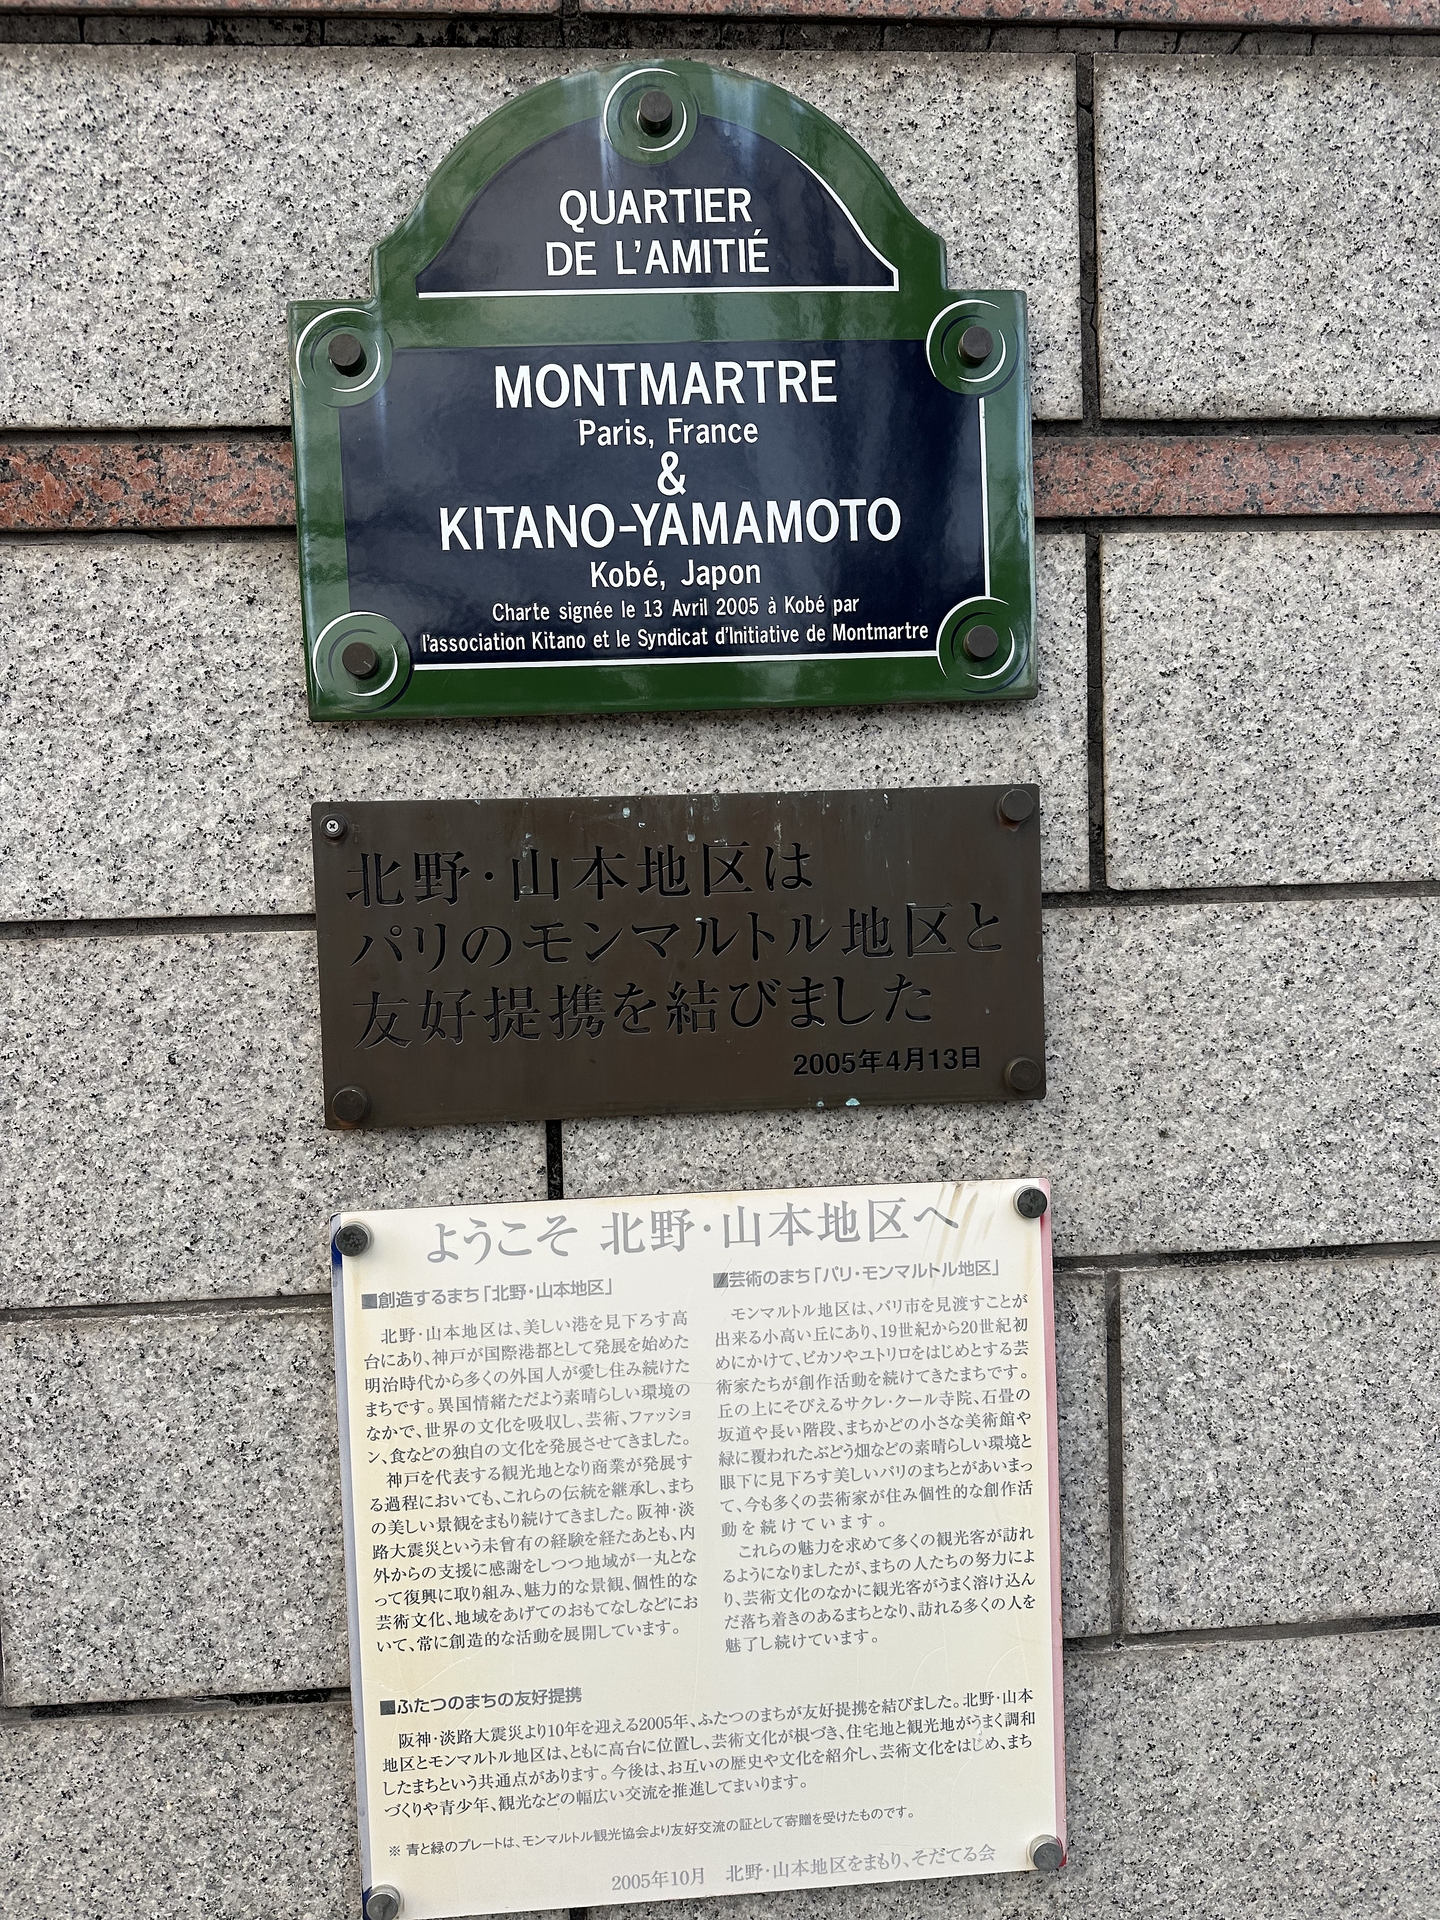 QUARTIER
DE L'AMITIÉ
MONTMARTRE
Paris, France
&
KITANO-YAMAMOTO
Kobé, Japon
Charte signée le 13 Avril 2005 à Kobé par
l'association Kitano et le Syndicat d'Initiative de Montmartre
北野・山本地区は
パリのモンマルトル地区と
友好提携を結びました
2005年4月13日
ようこそ 北野・山本地区へ
■創造するまち「北野・山本地区」
北野・山本地区は、美しい港を見下ろす高
台にあり、神戸が国際港都として発展を始めた
明治時代から多くの外国人が愛し住み続けた
まちです。異国情緒ただよう素晴らしい環境の
なかで、世界の文化を吸収し、芸術、ファッショ
ン、食などの独自の文化を発展させてきました。
神戸を代表する観光地となり商業が発展す
る過程においても、これらの伝統を継承し、まち
の美しい景観をまもり続けてきました。阪神・淡
路大震災という未曾有の経験を経たあとも、内
外からの支援に感謝をしつつ地域が一丸とな
って復興に取り組み、魅力的な景観、個性的な
芸術文化、地域をあげてのおもてなしなどにお
いて、常に創造的な活動を展開しています。
■芸術のまち「パリ・モンマルトル地区」
モンマルトル地区は、パリ市を見渡すことが
出来る小高い丘にあり、19世紀から20世紀初
めにかけて、ピカソやユトリロをはじめとする芸
術家たちが創作活動を続けてきたまちです。
丘の上にそびえるサクレ・クール寺院、石畳の
坂道や長い階段、まちかどの小さな美術館や
緑に覆われたぶどう畑などの素晴らしい環境と
眼下に見下ろす美しいパリのまちとがあいまっ
て、今も多くの芸術家が住み個性的な創作活
動を続けています。
これらの魅力を求めて多くの観光客が訪れ
るようになりましたが、まちの人たちの努力によ
り、芸術文化のなかに観光客がうまく溶け込ん
だ落ち着きのあるまちとなり、訪れる多くの人を
魅了し続けています。
■ふたつのまちの友好提携
阪神・淡路大震災より10年を迎える2005年、ふたつのまちが友好提携を結びました。北野・山本
地区とモンマルトル地区は、ともに高台に位置し、芸術文化が根づき、住宅地と観光地がうまく調和
したまちという共通点があります。今後は、お互いの歴史や文化を紹介し、芸術文化をはじめ、まち
づくりや青少年、観光などの幅広い交流を推進してまいります。
※ 青と緑のプレートは、モンマルトル観光協会より友好交流の証として寄贈を受けたものです。
2005年10月 北野・山本地区をまもり、そだてる会